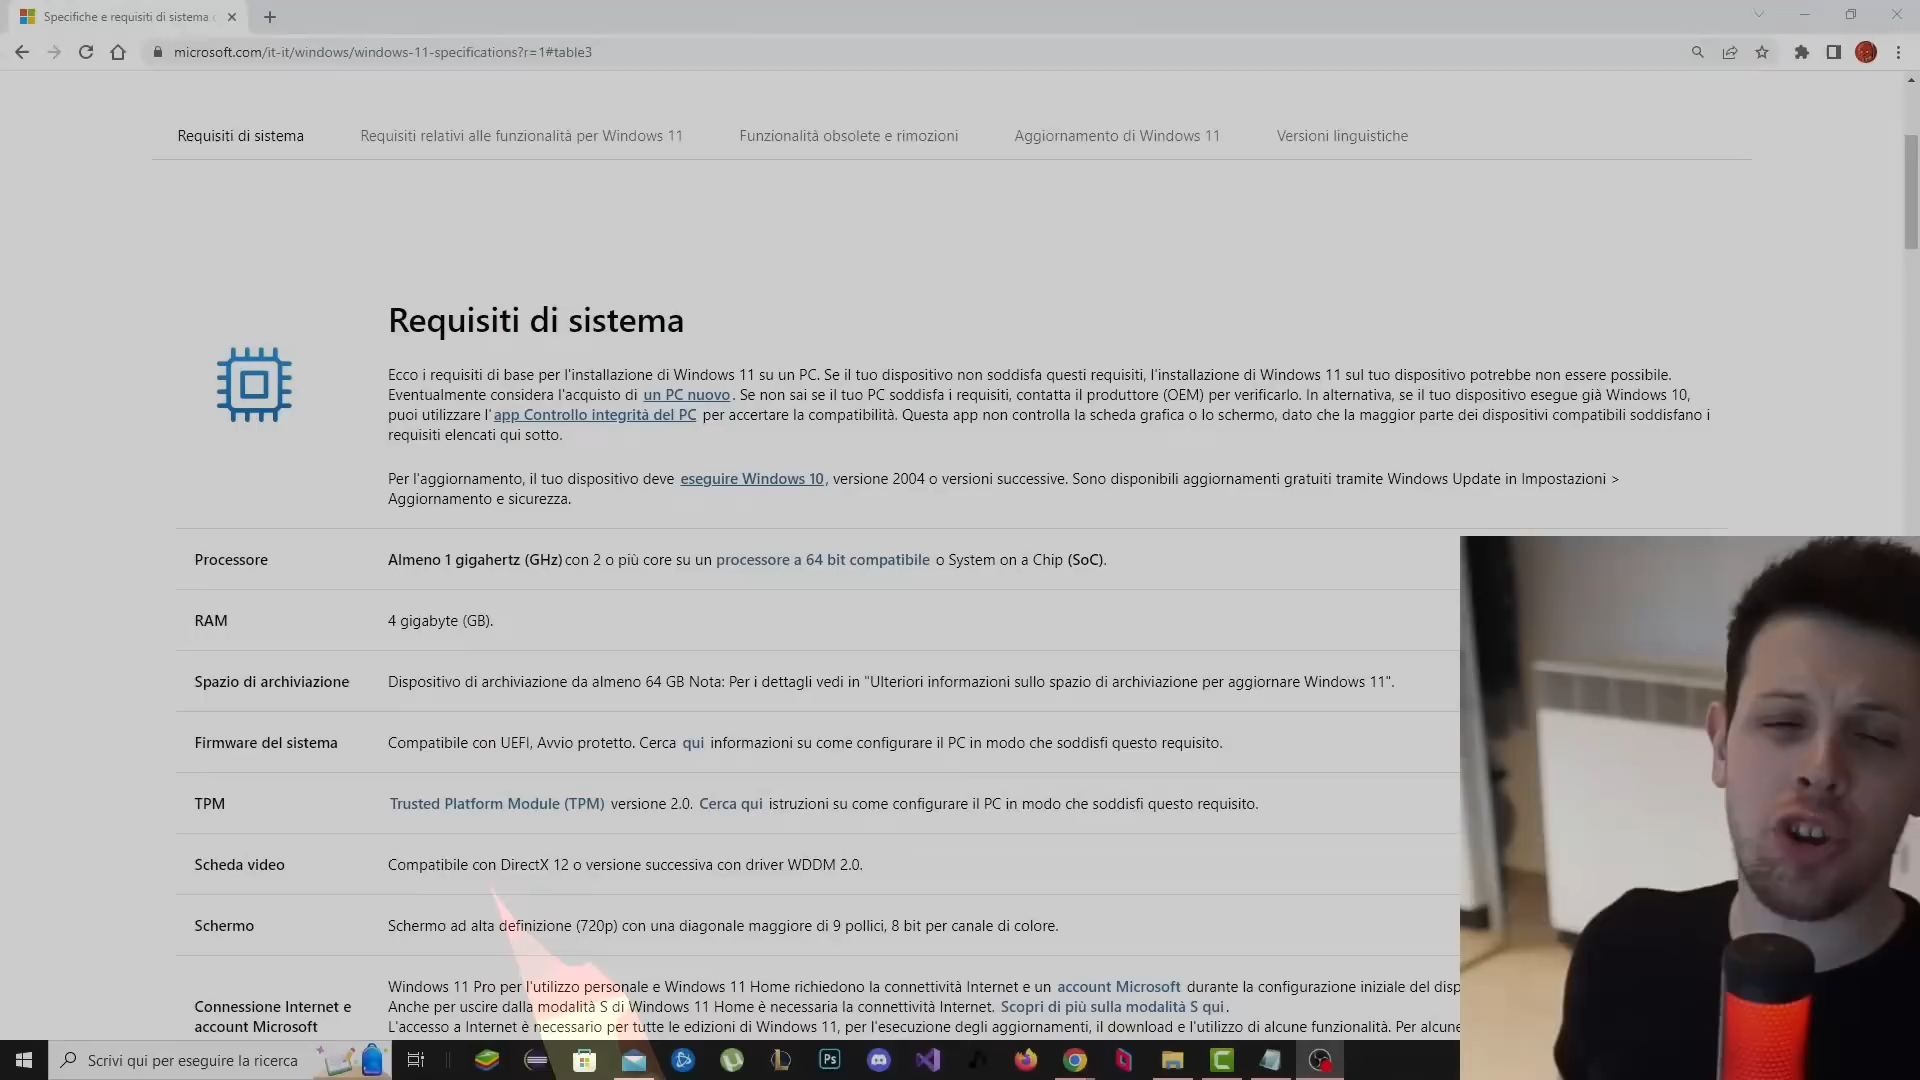 Specifiche e requisiti di sistema
microsoft.com/it-it/windows/windows-11-specifications?r=1#table3
Requisiti di sistema
Requisiti relativi alle funzionalità per Windows 11
Funzionalità obsolete e rimozioni
Aggiornamento di Windows 11
Versioni linguistiche
Requisiti di sistema
Ecco i requisiti di base per l'installazione di Windows 11 su un PC. Se il tuo dispositivo non soddisfa questi requisiti, l'installazione di Windows 11 sul tuo dispositivo potrebbe non essere possibile.
Eventualmente considera l'acquisto di un PC nuovo. Se non sai se il tuo PC soddisfa i requisiti, contatta il produttore (OEM) per verificarlo. In alternativa, se il tuo dispositivo esegue già Windows 10,
puoi utilizzare l'app Controllo integrità del PC per accertare la compatibilità. Questa app non controlla la scheda grafica o lo schermo, dato che la maggior parte dei dispositivi compatibili soddisfano i
requisiti elencati qui sotto.
Per l'aggiornamento, il tuo dispositivo deve eseguire Windows 10, versione 2004 o versioni successive. Sono disponibili aggiornamenti gratuiti tramite Windows Update in Impostazioni >
Aggiornamento e sicurezza.
Processore
Almeno 1 gigahertz (GHz) con 2 o più core su un processore a 64 bit compatibile o System on a Chip (SoC).
RAM
4 gigabyte (GB).
Spazio di archiviazione
Dispositivo di archiviazione da almeno 64 GB Nota: Per i dettagli vedi in "Ulteriori informazioni sullo spazio di archiviazione per aggiornare Windows 11".
Firmware del sistema
Compatibile con UEFI, Avvio protetto. Cerca qui informazioni su come configurare il PC in modo che soddisfi questo requisito.
TPM
Trusted Platform Module (TPM) versione 2.0. Cerca qui istruzioni su come configurare il PC in modo che soddisfi questo requisito.
Scheda video
Compatibile con DirectX 12 o versione successiva con driver WDDM 2.0.
Schermo
Schermo ad alta definizione (720p) con una diagonale maggiore di 9 pollici, 8 bit per canale di colore.
Connessione Internet e
account Microsoft
Windows 11 Pro per l'utilizzo personale e Windows 11 Home richiedono la connettività Internet e un account Microsoft durante la configurazione iniziale del disp
Anche per uscire dalla modalità S di Windows 11 Home è necessaria la connettività Internet. Scopri di più sulla modalità S qui.
L'accesso a Internet è necessario per tutte le edizioni di Windows 11, per l'esecuzione degli aggiornamenti, il download e l'utilizzo di alcune funzionalità. Per alcune
Scrivi qui per eseguire la ricerca
Ps